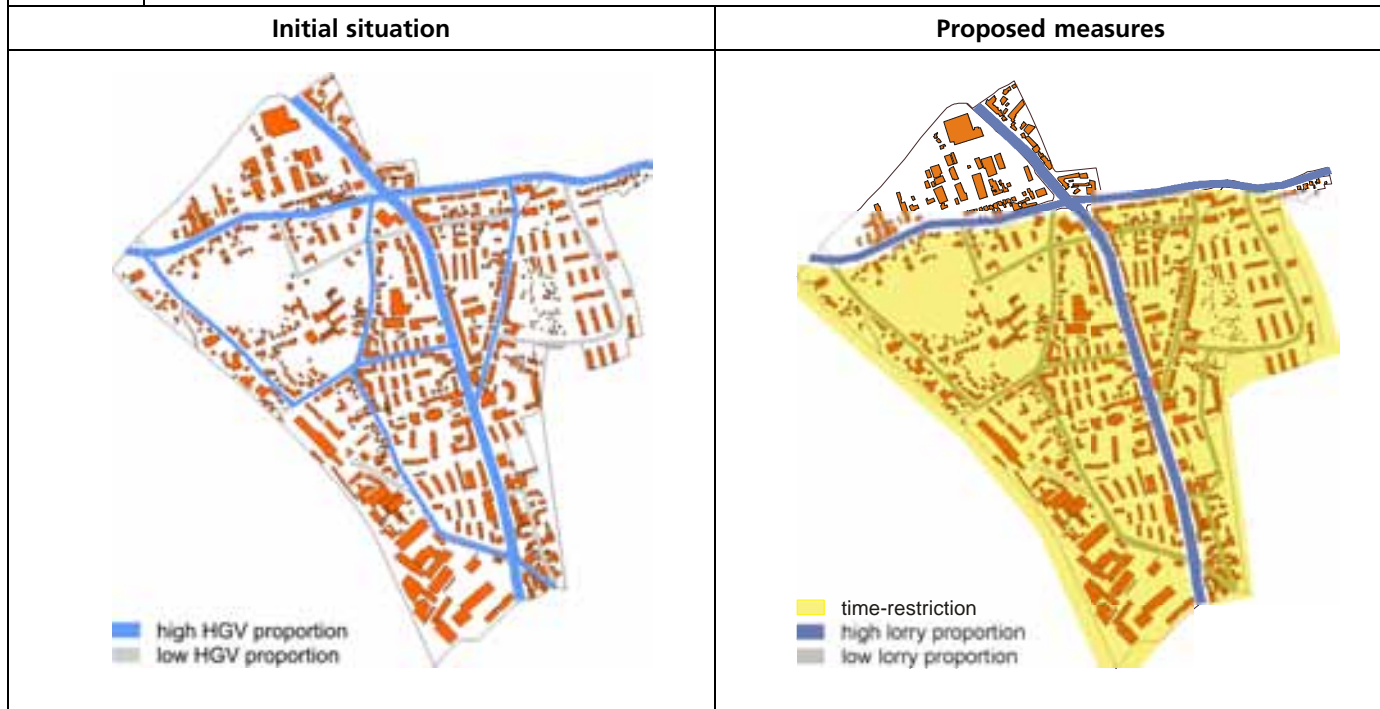 Initial situation
Proposed measures
high HGV proportion
low HGV proportion
time-restriction
high lorry proportion
low lorry proportion